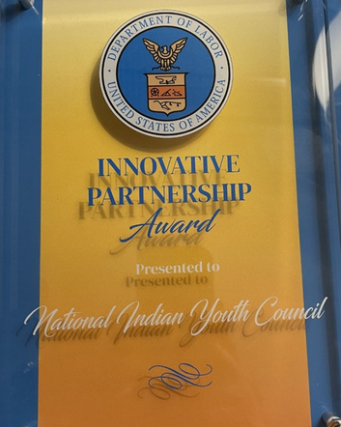 DEPARTMENT OF LABOR
UNITED STATES OF AMERICA
INNOVATIVE
PARTNERSHIP
Award
Presented to
National Indian Youth Council